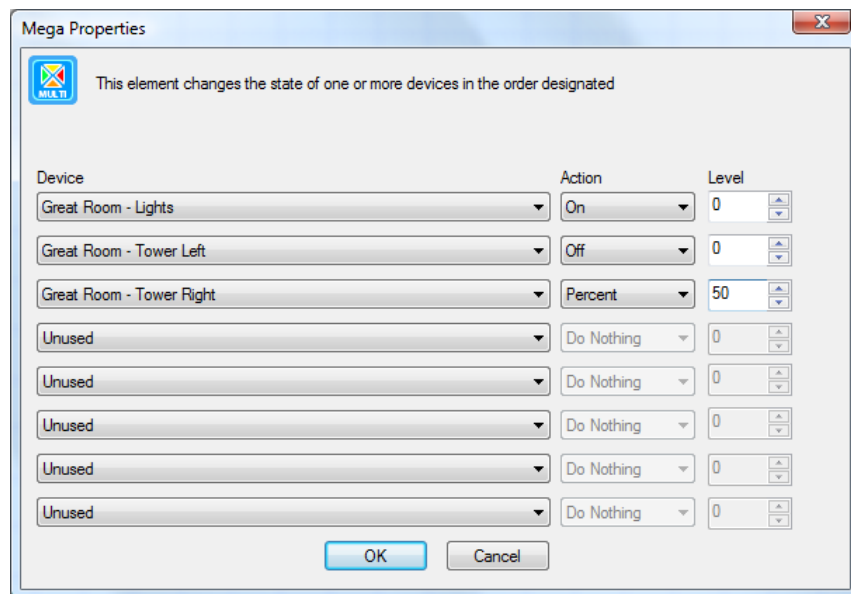 Mega Properties
MULTI
This element changes the state of one or more devices in the order designated
Device Action Level
Great Room - Lights On 0
Great Room - Tower Left Off 0
Great Room - Tower Right Percent 50
Unused Do Nothing 0
Unused Do Nothing 0
Unused Do Nothing 0
Unused Do Nothing 0
Unused Do Nothing 0
OK Cancel